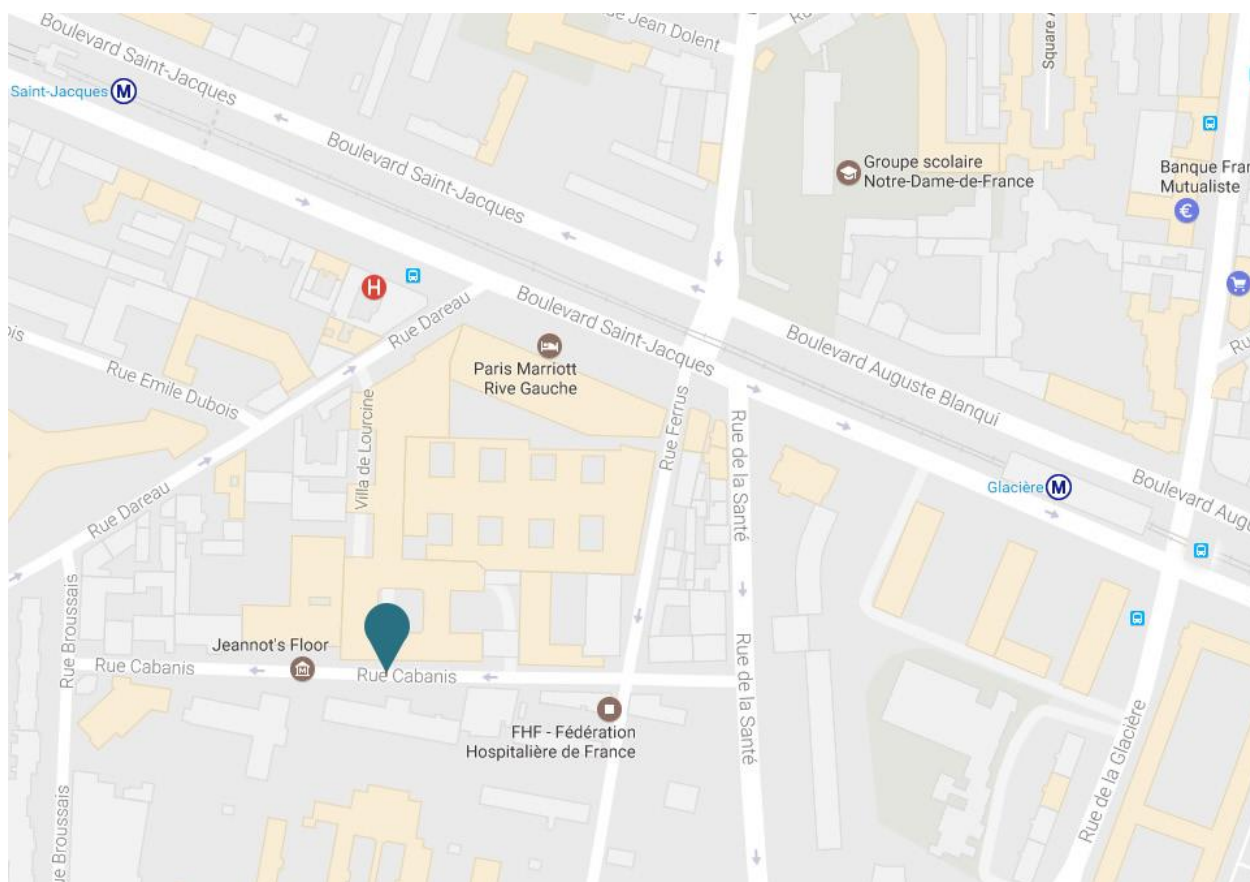 Boulevard Saint-Jacques
Jean Dolent
Square
Saint-Jacques
M
Boulevard Saint-Jacques
Groupe scolaire
Notre-Dame-de-France
Banque Fran
Mutualiste
€
H
Rue Dareau
Boulevard Saint-Jacques
Boulevard Auguste Blanqui
Rue Emile Dubois
Paris Marriott
Rive Gauche
Rue Ferrus
Rue de la Santé
Villa de Lourcine
Rue Dareau
Glacière
M
Boulevard Augu
Rue Broussais
Jeannot's Floor
M
Rue Cabanis
Rue Cabanis
Rue de la Santé
FHF - Fédération
Hospitalière de France
Rue de la Glacière
ue Broussais